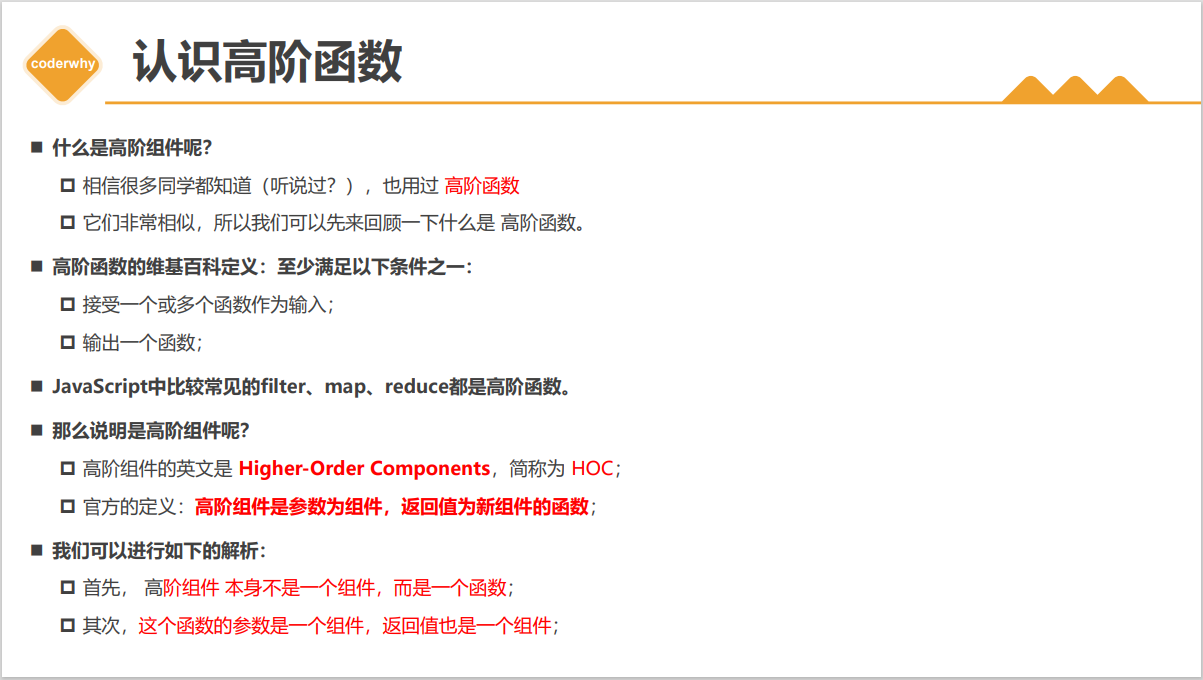 coderwhy
认识高阶函数
什么是高阶组件呢？
相信很多同学都知道（听说过？），也用过 高阶函数
它们非常相似，所以我们可以先来回顾一下什么是 高阶函数。
高阶函数的维基百科定义：至少满足以下条件之一：
接受一个或多个函数作为输入；
输出一个函数；
JavaScript中比较常见的filter、map、reduce都是高阶函数。
那么说明是高阶组件呢？
高阶组件的英文是 Higher-Order Components，简称为 HOC；
官方的定义：高阶组件是参数为组件，返回值为新组件的函数；
我们可以进行如下的解析：
首先， 高阶组件 本身不是一个组件，而是一个函数；
其次，这个函数的参数是一个组件，返回值也是一个组件；